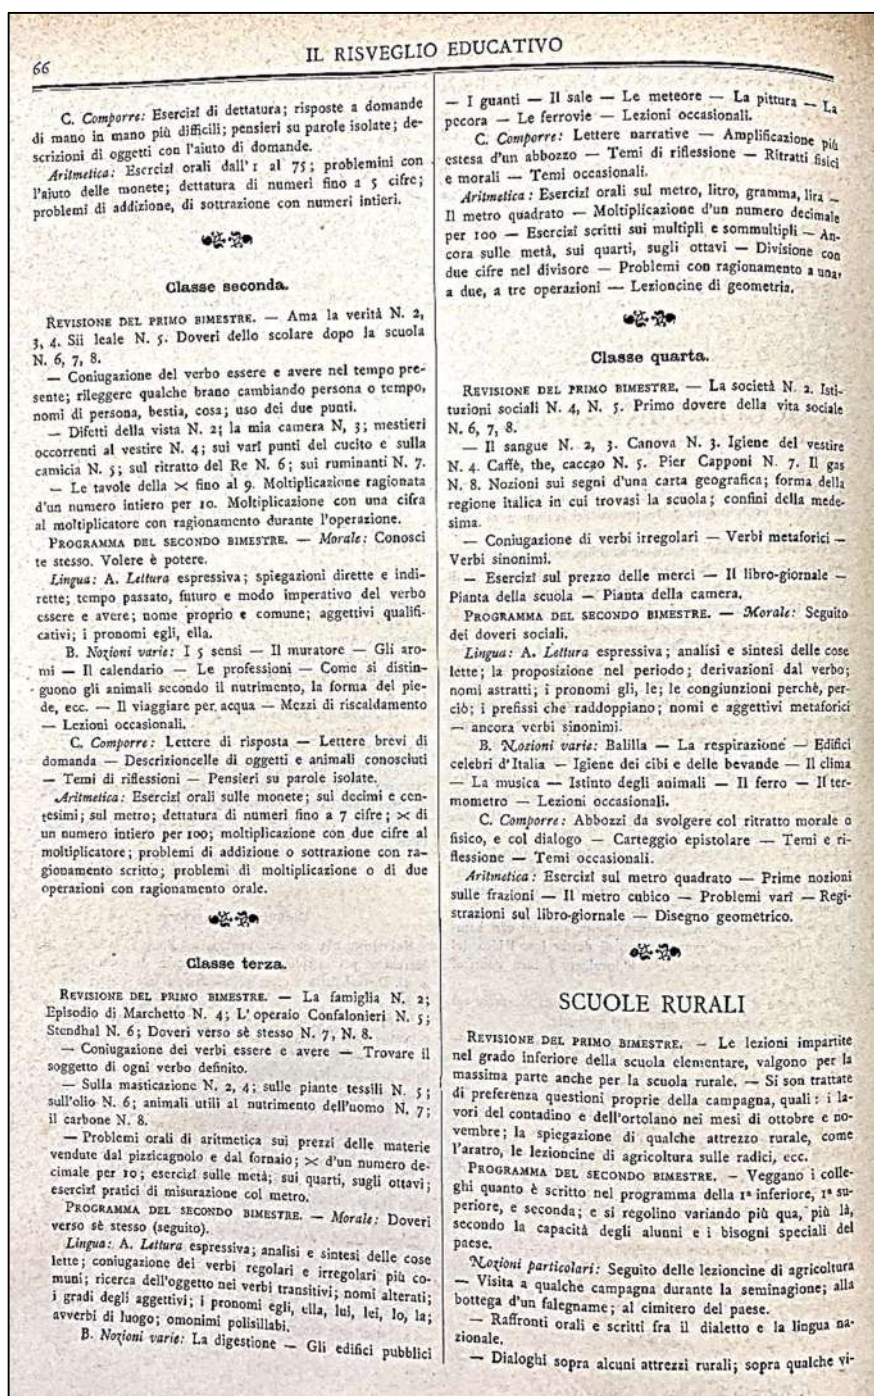 66
IL RISVEGLIO EDUCATIVO
C. Comporre: Esercizî di dettatura; risposte a domande
di mano in mano più difficili; pensieri su parole isolate; de-
scrizioni di oggetti con l'aiuto di domande.
Aritmetica: Esercizi orali dall'1 al 75; problemini con
l'aiuto delle monete; dettatura di numeri fino a 5 cifre;
problemi di addizione, di sottrazione con numeri intieri.
Classe seconda.
REVISIONE DEL PRIMO BIMESTRE. — Ama la verità N. 2,
3, 4. Sii leale N. 5. Doveri dello scolare dopo la scuola
N. 6, 7, 8.
— Coniugazione del verbo essere e avere nel tempo pre-
sente; rileggere qualche brano cambiando persona o tempo,
nomi di persona, bestia, cosa; uso dei due punti.
— Difetti della vista N. 2; la mia camera N, 3; mestieri
occorrenti al vestire N. 4; sui varî punti del cucito e sulla
camicia N. 5; sul ritratto del Re N. 6; sui ruminanti N. 7.
— Le tavole della × fino al 9. Moltiplicazione ragionata
d'un numero intiero per 10. Moltiplicazione con una cifra
al moltiplicatore con ragionamento durante l'operazione.
PROGRAMMA DEL SECONDO BIMESTRE. — Morale: Conosci
te stesso. Volere è potere.
Lingua: A. Lettura espressiva; spiegazioni dirette e indi-
rette; tempo passato, futuro e modo imperativo del verbo
essere e avere; nome proprio e comune; aggettivi qualifi-
cativi; i pronomi egli, ella.
B. Nozioni varie: I 5 sensi — Il muratore — Gli aro-
mi — Il calendario — Le professioni — Come si distin-
guono gli animali secondo il nutrimento, la forma del pie-
de, ecc. — Il viaggiare per acqua — Mezzi di riscaldamento
— Lezioni occasionali.
C. Comporre: Lettere di risposta — Lettere brevi di
domanda — Descrizioncelle di oggetti e animali conosciuti
— Temi di riflessioni — Pensieri su parole isolate.
Aritmetica: Esercizî orali sulle monete; sui decimi e cen-
tesimi; sul metro; dettatura di numeri fino a 7 cifre; × di
un numero intiero per 100; moltiplicazione con due cifre al
moltiplicatore; problemi di addizione o sottrazione con ra-
gionamento scritto; problemi di moltiplicazione o di due
operazioni con ragionamento orale.
Classe terza.
REVISIONE DEL PRIMO BIMESTRE. — La famiglia N. 2;
Episodio di Marchetto N. 4; L'operaio Confalonieri N. 5;
Stendhal N. 6; Doveri verso sè stesso N. 7, N. 8.
— Coniugazione dei verbi essere e avere — Trovare il
soggetto di ogni verbo definito.
— Sulla masticazione N. 2, 4; sulle piante tessili N. 5;
sull'olio N. 6; animali utili al nutrimento dell'uomo N. 7;
il carbone N. 8.
— Problemi orali di aritmetica sui prezzi delle materie
vendute dal pizzicagnolo e dal fornaio; × d'un numero de-
cimale per 10; esercizî sulle metà; sui quarti, sugli ottavi;
esercizî pratici di misurazione col metro.
PROGRAMMA DEL SECONDO BIMESTRE. — Morale: Doveri
verso sè stesso (seguito).
Lingua: A. Lettura espressiva; analisi e sintesi delle cose
lette; coniugazione dei verbi regolari e irregolari più co-
muni; ricerca dell'oggetto nei verbi transitivi; nomi alterati;
i gradi degli aggettivi; i pronomi egli, ella, lui, lei, lo, la;
avverbi di luogo; omonimi polisillabi.
B. Nozioni varie: La digestione — Gli edifici pubblici
— I guanti — Il sale — Le meteore — La pittura — La
pecora — Le ferrovie — Lezioni occasionali.
C. Comporre: Lettere narrative — Amplificazione più
estesa d'un abbozzo — Temi di riflessione — Ritratti fisici
e morali — Temi occasionali.
Aritmetica: Esercizî orali sul metro, litro, gramma, lira —
Il metro quadrato — Moltiplicazione d'un numero decimale
per 100 — Esercizî scritti sui multipli e sommultipli — An-
cora sulle metà, sui quarti, sugli ottavi — Divisione con
due cifre nel divisore — Problemi con ragionamento a una,
a due, a tre operazioni — Lezioncine di geometria.
Classe quarta.
REVISIONE DEL PRIMO BIMESTRE. — La società N. 2. Isti-
tuzioni sociali N. 4, N. 5. Primo dovere della vita sociale
N. 6, 7, 8.
— Il sangue N. 2, 3. Canova N. 3. Igiene del vestire
N. 4. Caffè, the, caccao N. 5. Pier Capponi N. 7. Il gas
N. 8. Nozioni sui segni d'una carta geografica; forma della
regione italica in cui trovasi la scuola; confini della mede-
sima.
— Coniugazione di verbi irregolari — Verbi metaforici —
Verbi sinonimi.
— Esercizî sul prezzo delle merci — Il libro-giornale —
Pianta della scuola — Pianta della camera.
PROGRAMMA DEL SECONDO BIMESTRE. — Morale: Seguito
dei doveri sociali.
Lingua: A. Lettura espressiva; analisi e sintesi delle cose
lette; la proposizione nel periodo; derivazioni dal verbo;
nomi astratti; i pronomi gli, le; le congiunzioni perchè, per-
ciò; i prefissi che raddoppiano; nomi e aggettivi metaforici
— ancora verbi sinonimi.
B. Nozioni varie: Balilla — La respirazione — Edifici
celebri d'Italia — Igiene dei cibi e delle bevande — Il clima
— La musica — Istinto degli animali — Il ferro — Il ter-
mometro — Lezioni occasionali.
C. Comporre: Abbozzi da svolgere col ritratto morale o
fisico, e col dialogo — Carteggio epistolare — Temi e ri-
flessione — Temi occasionali.
Aritmetica: Esercizî sul metro quadrato — Prime nozioni
sulle frazioni — Il metro cubico — Problemi varî — Regi-
strazioni sul libro-giornale — Disegno geometrico.
SCUOLE RURALI
REVISIONE DEL PRIMO BIMESTRE. — Le lezioni impartite
nel grado inferiore della scuola elementare, valgono per la
massima parte anche per la scuola rurale. — Si son trattate
di preferenza questioni proprie della campagna, quali: i la-
vori del contadino e dell'ortolano nei mesi di ottobre e no-
vembre; la spiegazione di qualche attrezzo rurale, come
l'aratro, le lezioncine di agricoltura sulle radici, ecc.
PROGRAMMA DEL SECONDO BIMESTRE. — Veggano i colle-
ghi quanto è scritto nel programma della 1ª inferiore, 1ª su-
periore, e seconda; e si regolino variando più qua, più là,
secondo la capacità degli alunni e i bisogni speciali del
paese.
Nozioni particolari: Seguito delle lezioncine di agricoltura
— Visita a qualche campagna durante la seminagione; alla
bottega d'un falegname; al cimitero del paese.
— Raffronti orali e scritti fra il dialetto e la lingua na-
zionale.
— Dialoghi sopra alcuni attrezzi rurali; sopra qualche vi-